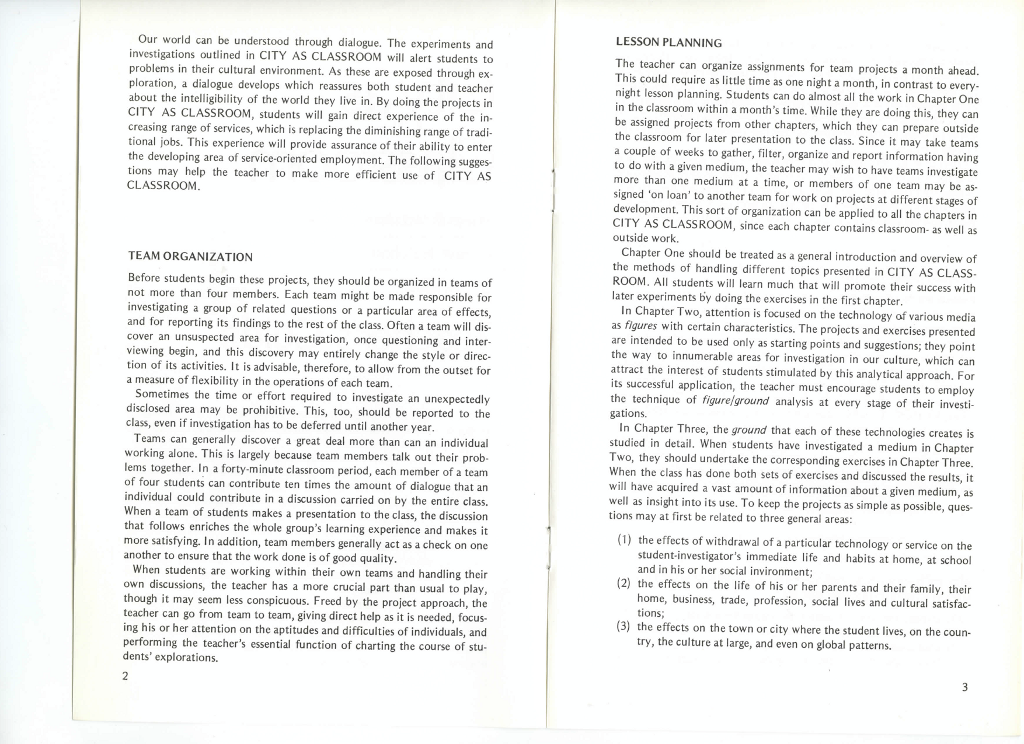 Our world can be understood through dialogue. The experiments and
investigations outlined in CITY AS CLASSROOM will alert students to
problems in their cultural environment. As these are exposed through ex-
ploration, a dialogue develops which reassures both student and teacher
about the intelligibility of the world they live in. By doing the projects in
CITY AS CLASSROOM, students will gain direct experience of the in-
creasing range of services, which is replacing the diminishing range of tradi-
tional jobs. This experience will provide assurance of their ability to enter
the developing area of service-oriented employment. The following sugges-
tions may help the teacher to make more efficient use of CITY AS
CLASSROOM.
TEAM ORGANIZATION
Before students begin these projects, they should be organized in teams of
not more than four members. Each team might be made responsible for
investigating a group of related questions or a particular area of effects,
and for reporting its findings to the rest of the class. Often a team will dis-
cover an unsuspected area for investigation, once questioning and inter-
viewing begin, and this discovery may entirely change the style or direc-
tion of its activities. It is advisable, therefore, to allow from the outset for
a measure of flexibility in the operations of each team.
Sometimes the time or effort required to investigate an unexpectedly
disclosed area may be prohibitive. This, too, should be reported to the
class, even if investigation has to be deferred until another year.
Teams can generally discover a great deal more than can an individual
working alone. This is largely because team members talk out their prob-
lems together. In a forty-minute classroom period, each member of a team
of four students can contribute ten times the amount of dialogue that an
individual could contribute in a discussion carried on by the entire class.
When a team of students makes a presentation to the class, the discussion
that follows enriches the whole group's learning experience and makes it
more satisfying. In addition, team members generally act as a check on one
another to ensure that the work done is of good quality.
When students are working within their own teams and handling their
own discussions, the teacher has a more crucial part than usual to play,
though it may seem less conspicuous. Freed by the project approach, the
teacher can go from team to team, giving direct help as it is needed, focus-
ing his or her attention on the aptitudes and difficulties of individuals, and
performing the teacher's essential function of charting the course of stu-
dents' explorations.
2
LESSON PLANNING
The teacher can organize assignments for team projects a month ahead.
This could require as little time as one night a month, in contrast to every-
night lesson planning. Students can do almost all the work in Chapter One
in the classroom within a month's time. While they are doing this, they can
be assigned projects from other chapters, which they can prepare outside
the classroom for later presentation to the class. Since it may take teams
a couple of weeks to gather, filter, organize and report information having
to do with a given medium, the teacher may wish to have teams investigate
more than one medium at a time, or members of one team may be as-
signed 'on loan' to another team for work on projects at different stages of
development. This sort of organization can be applied to all the chapters in
CITY AS CLASSROOM, since each chapter contains classroom- as well as
outside work.
Chapter One should be treated as a general introduction and overview of
the methods of handling different topics presented in CITY AS CLASS-
ROOM. All students will learn much that will promote their success with
later experiments by doing the exercises in the first chapter.
In Chapter Two, attention is focused on the technology of various media
as figures with certain characteristics. The projects and exercises presented
are intended to be used only as starting points and suggestions; they point
the way to innumerable areas for investigation in our culture, which can
attract the interest of students stimulated by this analytical approach. For
its successful application, the teacher must encourage students to employ
the technique of figure/ground analysis at every stage of their investi-
gations.
In Chapter Three, the ground that each of these technologies creates is
studied in detail. When students have investigated a medium in Chapter
Two, they should undertake the corresponding exercises in Chapter Three.
When the class has done both sets of exercises and discussed the results, it
will have acquired a vast amount of information about a given medium, as
well as insight into its use. To keep the projects as simple as possible, ques-
tions may at first be related to three general areas:
(1) the effects of withdrawal of a particular technology or service on the
student-investigator's immediate life and habits at home, at school
and in his or her social invironment;
(2) the effects on the life of his or her parents and their family, their
home, business, trade, profession, social lives and cultural satisfac-
tions;
(3) the effects on the town or city where the student lives, on the coun-
try, the culture at large, and even on global patterns.
3